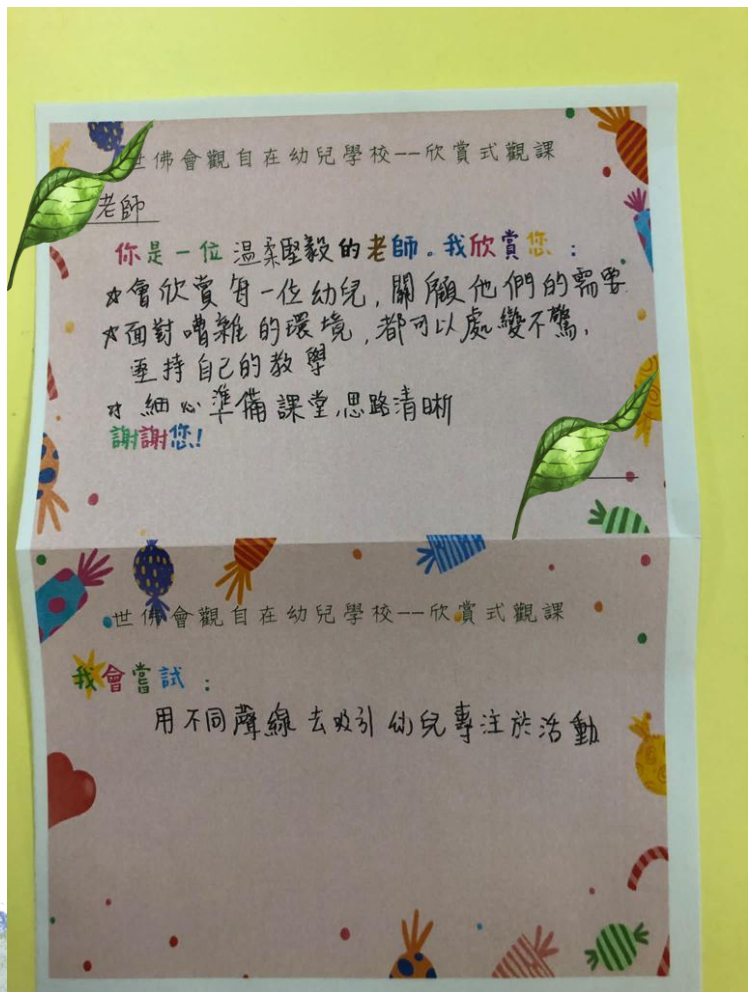 世佛會觀自在幼兒學校--欣賞式觀課
老師
你是一位 温柔堅毅的老師。我欣賞您：
☆會欣賞每一位幼兒,關顧他們的需要
☆面對嘈雜的環境,都可以處變不驚,
堅持自己的教學
☆ 細心準備課堂,思路清晰
謝謝您!
世佛會觀自在幼兒學校--欣賞式觀課
我會嘗試：
用不同聲線去吸引幼兒專注於活動